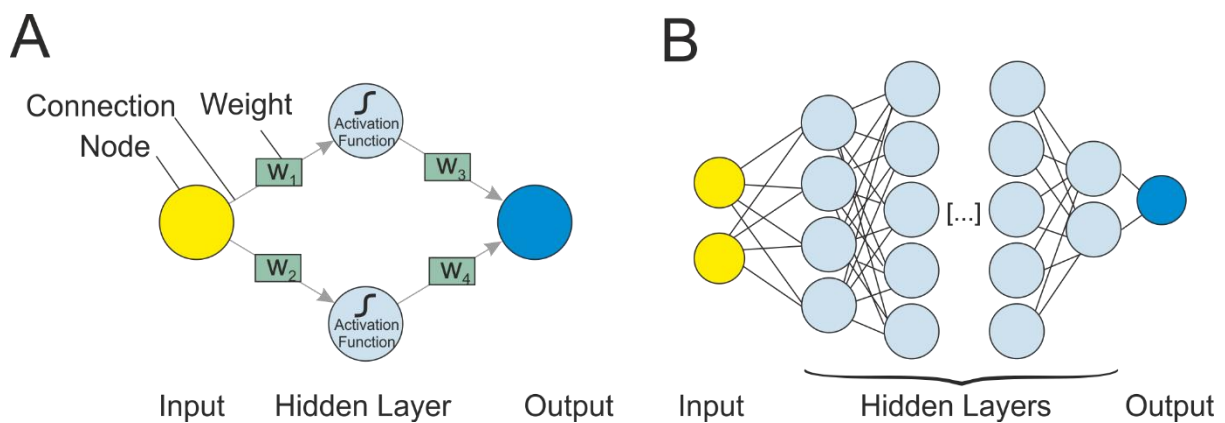 A
Connection
Node
Weight
W1
∫
Activation
Function
W3
W2
∫
Activation
Function
W4
Input
Hidden Layer
Output
B
[...]
Input
Hidden Layers
Output